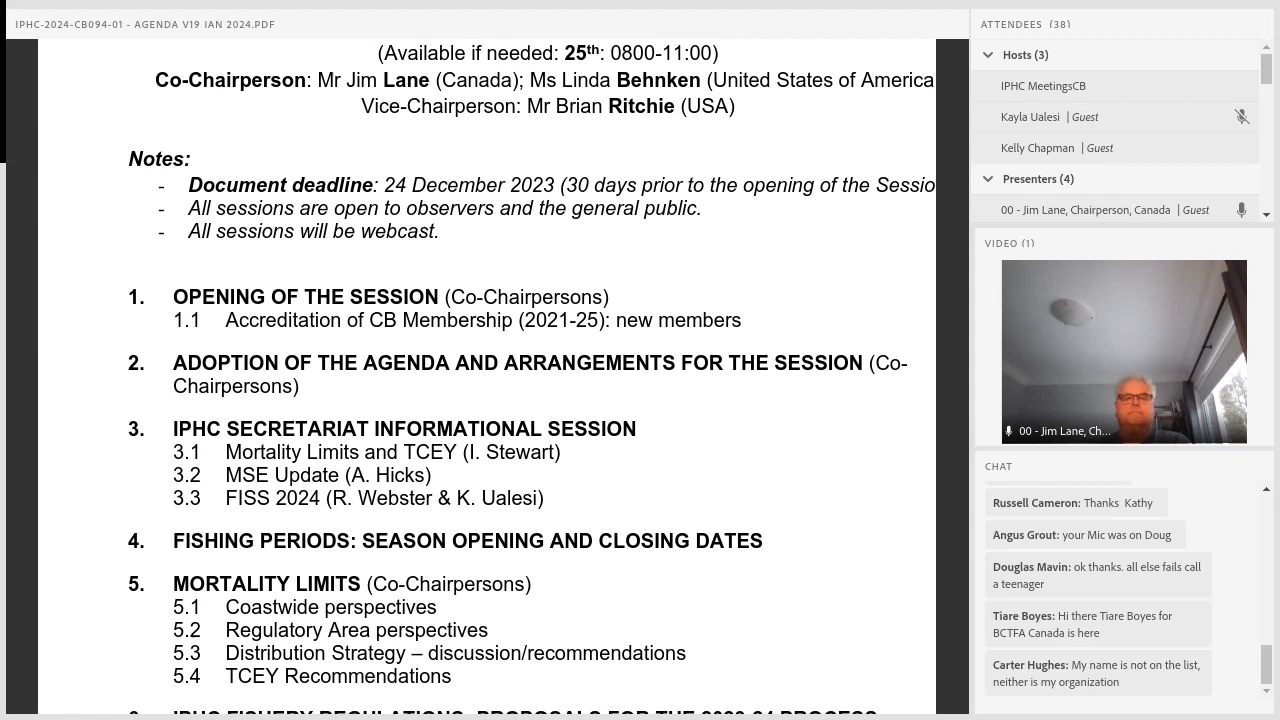 IPHC-2024-CB094-01 - AGENDA V19 JAN 2024.PDF
(Available if needed: 25th: 0800-11:00)
Co-Chairperson: Mr Jim Lane (Canada); Ms Linda Behnken (United States of America
Vice-Chairperson: Mr Brian Ritchie (USA)
Notes:
- Document deadline: 24 December 2023 (30 days prior to the opening of the Sessio
- All sessions are open to observers and the general public.
- All sessions will be webcast.
1. OPENING OF THE SESSION (Co-Chairpersons)
1.1 Accreditation of CB Membership (2021-25): new members
2. ADOPTION OF THE AGENDA AND ARRANGEMENTS FOR THE SESSION (Co-
Chairpersons)
3. IPHC SECRETARIAT INFORMATIONAL SESSION
3.1 Mortality Limits and TCEY (I. Stewart)
3.2 MSE Update (A. Hicks)
3.3 FISS 2024 (R. Webster & K. Ualesi)
4. FISHING PERIODS: SEASON OPENING AND CLOSING DATES
5. MORTALITY LIMITS (Co-Chairpersons)
5.1 Coastwide perspectives
5.2 Regulatory Area perspectives
5.3 Distribution Strategy – discussion/recommendations
5.4 TCEY Recommendations
ATTENDEES (38)
Hosts (3)
IPHC MeetingsCB
Kayla Ualesi | Guest
Kelly Chapman | Guest
Presenters (4)
00 - Jim Lane, Chairperson, Canada | Guest
VIDEO (1)
00 - Jim Lane, Ch...
CHAT
Russell Cameron: Thanks Kathy
Angus Grout: your Mic was on Doug
Douglas Mavin: ok thanks. all else fails call
a teenager
Tiare Boyes: Hi there Tiare Boyes for
BCTFA Canada is here
Carter Hughes: My name is not on the list,
neither is my organization